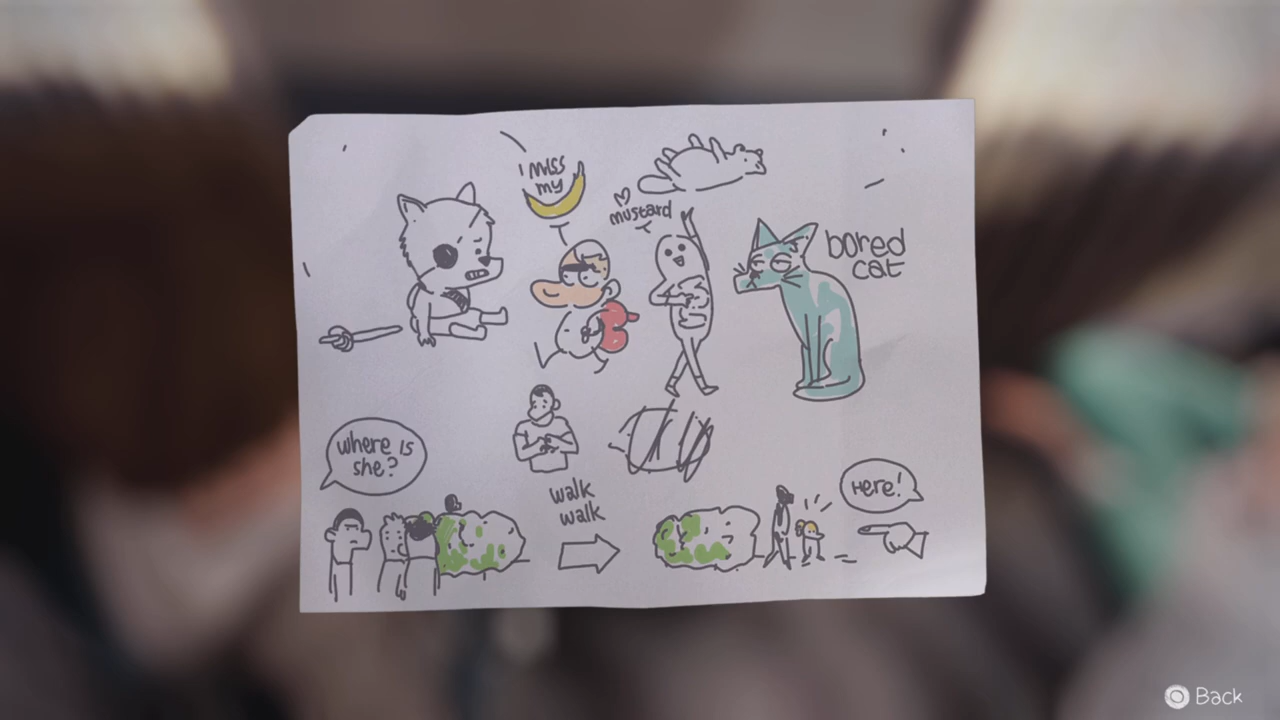 I MISS
my
mustard
bored
cat
where is
she?
walk
walk
Here!
Back